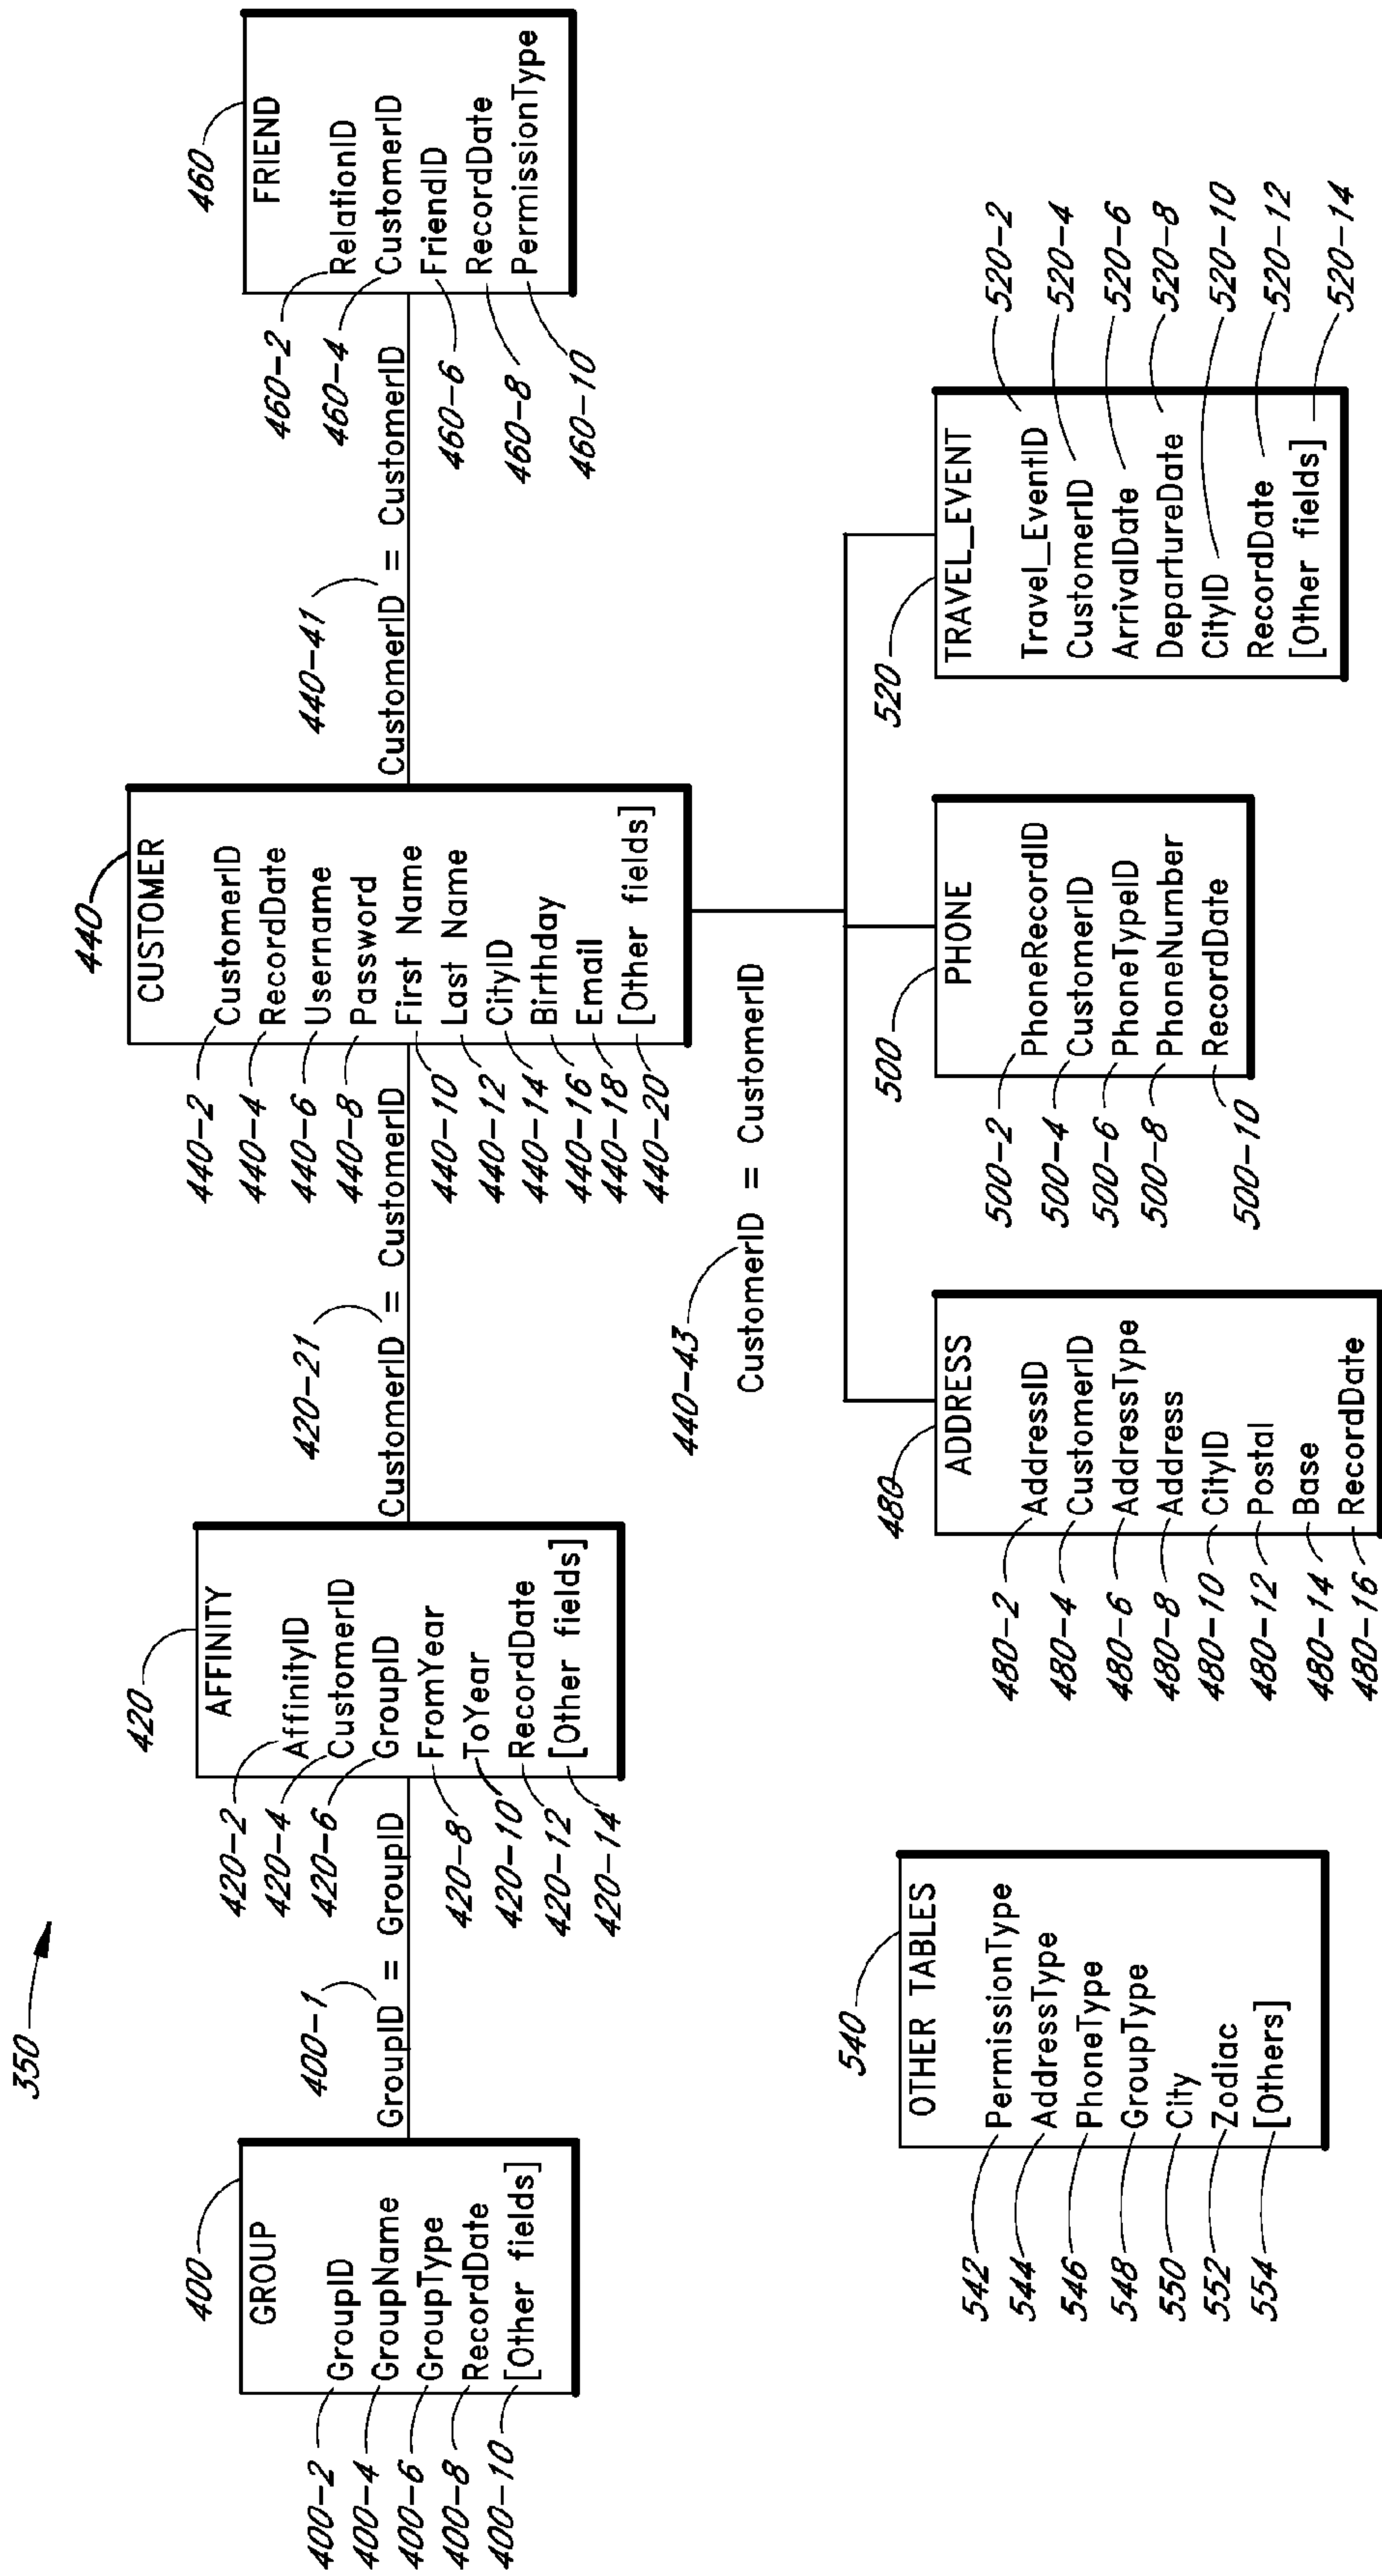 350
400
GROUP
400-2 GroupID
400-4 GroupName
400-6 GroupType
400-8 RecordDate
400-10 [Other fields]
400-1
GroupID = GroupID
420
AFFINITY
420-2 AffinityID
420-4 CustomerID
420-6 GroupID
420-8 FromYear
420-10 ToYear
420-12 RecordDate
420-14 [Other fields]
420-21
CustomerID = CustomerID
440
CUSTOMER
440-2 CustomerID
440-4 RecordDate
440-6 Username
440-8 Password
440-10 First Name
440-12 Last Name
440-14 CityID
440-16 Birthday
440-18 Email
440-20 [Other fields]
440-41
CustomerID = CustomerID
460
FRIEND
460-2 RelationID
460-4 CustomerID
460-6 FriendID
460-8 RecordDate
460-10 PermissionType
440-43
CustomerID = CustomerID
540
OTHER TABLES
542 PermissionType
544 AddressType
546 PhoneType
548 GroupType
550 City
552 Zodiac
554 [Others]
480
ADDRESS
480-2 AddressID
480-4 CustomerID
480-6 AddressType
480-8 Address
480-10 CityID
480-12 Postal
480-14 Base
480-16 RecordDate
500
PHONE
500-2 PhoneRecordID
500-4 CustomerID
500-6 PhoneTypeID
500-8 PhoneNumber
500-10 RecordDate
520
TRAVEL_EVENT
Travel_EventID 520-2
CustomerID 520-4
ArrivalDate 520-6
DepartureDate 520-8
CityID 520-10
RecordDate 520-12
[Other fields] 520-14